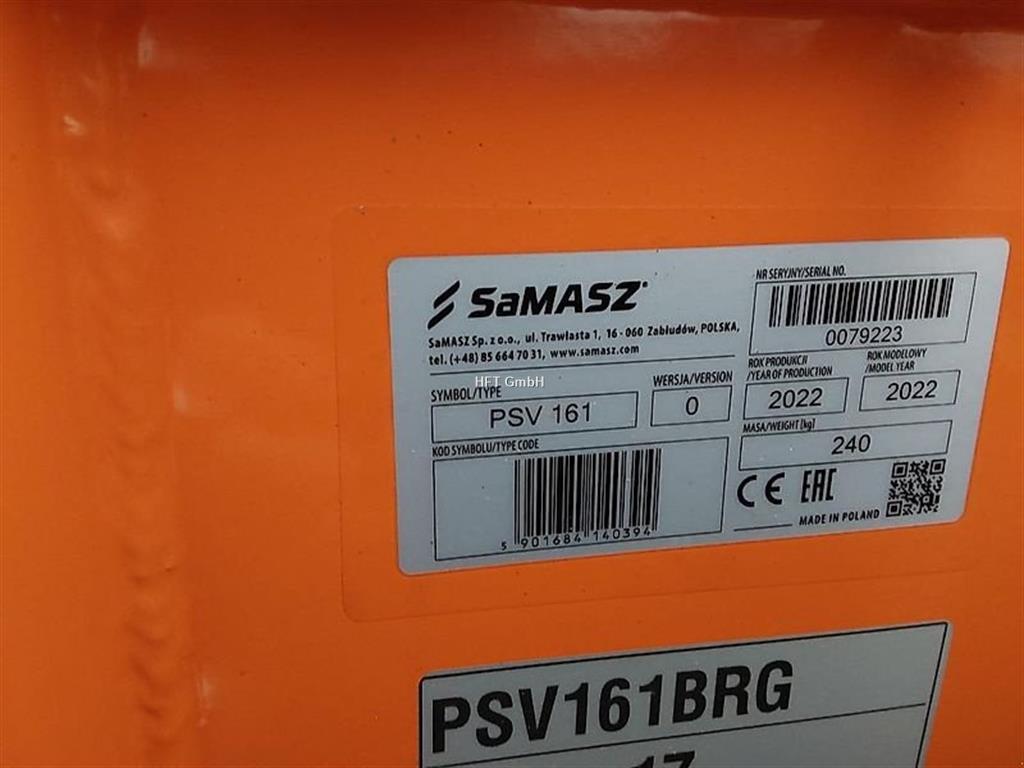 SaMASZ
SaMASZ Sp. z o.o., ul. Trawiasta 1, 16 - 060 Zabłudów, POLSKA,
tel. (+48) 85 664 70 31, www.samasz.com
SYMBOL/TYPE
WERSJA/VERSION
PSV 161
0
KOD SYMBOLU/TYPE CODE
5 901684 140394
NR SERYJNY/SERIAL NO.
0079223
ROK PRODUKCJI
/YEAR OF PRODUCTION
ROK MODELOWY
/MODEL YEAR
2022
2022
MASA/WEIGHT [kg]
240
CE EAC
MADE IN POLAND
HFT GmbH
PSV161BRG
17